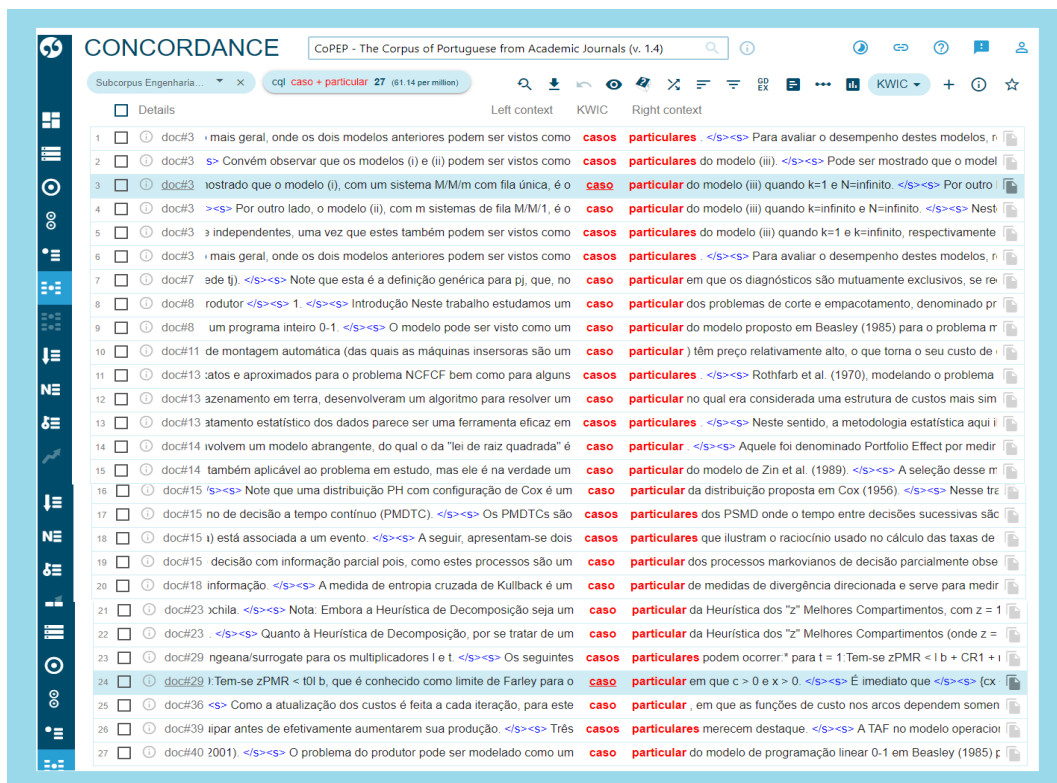 CONCORDANCE CoPEP - The Corpus of Portuguese from Academic Journals (v. 1.4)
Subcorpus Engenharia... cql caso + particular 27 (61.14 per million) GD EX KWIC
Details Left context KWIC Right context
1 doc#3 mais geral, onde os dois modelos anteriores podem ser vistos como casos particulares . </s><s> Para avaliar o desempenho destes modelos,
2 doc#3 s> Convém observar que os modelos (i) e (ii) podem ser vistos como casos particulares do modelo (iii). </s><s> Pode ser mostrado que o model
3 doc#3 ostrado que o modelo (i), com um sistema M/M/m com fila única, é o caso particular do modelo (iii) quando k=1 e N=infinito. </s><s> Por outro
4 doc#3 ><s> Por outro lado, o modelo (ii), com m sistemas de fila M/M/1, é o caso particular do modelo (iii) quando k=infinito e N=infinito. </s><s> Nest
5 doc#3 e independentes, uma vez que estes também podem ser vistos como casos particulares do modelo (iii) quando k=1 e k=infinito, respectivamente
6 doc#3 mais geral, onde os dois modelos anteriores podem ser vistos como casos particulares . </s><s> Para avaliar o desempenho destes modelos,
7 doc#7 ede tj). </s><s> Note que esta é a definição genérica para pj, que, no caso particular em que os diagnósticos são mutuamente exclusivos, se re
8 doc#8 rodutor </s><s> 1. </s><s> Introdução Neste trabalho estudamos um caso particular dos problemas de corte e empacotamento, denominado pr
9 doc#8 um programa inteiro 0-1. </s><s> O modelo pode ser visto como um caso particular do modelo proposto em Beasley (1985) para o problema
10 doc#11 de montagem automática (das quais as máquinas insersoras são um caso particular ) têm preço relativamente alto, o que torna o seu custo de
11 doc#13 atos e aproximados para o problema NCFCF bem como para alguns casos particulares . </s><s> Rothfarb et al. (1970), modelando o problema
12 doc#13 azenamento em terra, desenvolveram um algoritmo para resolver um caso particular no qual era considerada uma estrutura de custos mais sim
13 doc#13 atamento estatístico dos dados parece ser uma ferramenta eficaz em casos particulares . </s><s> Neste sentido, a metodologia estatística aqui
14 doc#14 volvem um modelo abrangente, do qual o da "lei de raiz quadrada" é caso particular . </s><s> Aquele foi denominado Portfolio Effect por medir
15 doc#14 também aplicável ao problema em estudo, mas ele é na verdade um caso particular do modelo de Zin et al. (1989). </s><s> A seleção desse m
16 doc#15 /s><s> Note que uma distribuição PH com configuração de Cox é um caso particular da distribuição proposta em Cox (1956). </s><s> Nesse tra
17 doc#15 no de decisão a tempo contínuo (PMDTC). </s><s> Os PMDTCs são casos particulares dos PSMD onde o tempo entre decisões sucessivas são
18 doc#15 ) está associada a um evento. </s><s> A seguir, apresentam-se dois casos particulares que ilustram o raciocínio usado no cálculo das taxas de
19 doc#15 decisão com informação parcial pois, como estes processos são um caso particular dos processos markovianos de decisão parcialmente obse
20 doc#18 informação. </s><s> A medida de entropia cruzada de Kullback é um caso particular de medidas de divergência direcionada e serve para medir
21 doc#23 ochila. </s><s> Nota: Embora a Heurística de Decomposição seja um caso particular da Heurística dos "z" Melhores Compartimentos, com z = 1
22 doc#23 . </s><s> Quanto à Heurística de Decomposição, por se tratar de um caso particular da Heurística dos "z" Melhores Compartimentos (onde z =
23 doc#29 ngeana/surrogate para os multiplicadores l e t. </s><s> Os seguintes casos particulares podem ocorrer:* para t = 1:Tem-se zPMR < l b + CR1 +
24 doc#29 ):Tem-se zPMR < t0l b, que é conhecido como limite de Farley para o caso particular em que c > 0 e x > 0. </s><s> É imediato que </s><s> {cx
25 doc#36 <s> Como a atualização dos custos é feita a cada iteração, para este caso particular , em que as funções de custo nos arcos dependem somen
26 doc#39 uipar antes de efetivamente aumentarem sua produção. </s><s> Três casos particulares merecem destaque. </s><s> A TAF no modelo operacior
27 doc#40 2001). </s><s> O problema do produtor pode ser modelado como um caso particular do modelo de programação linear 0-1 em Beasley (1985) p